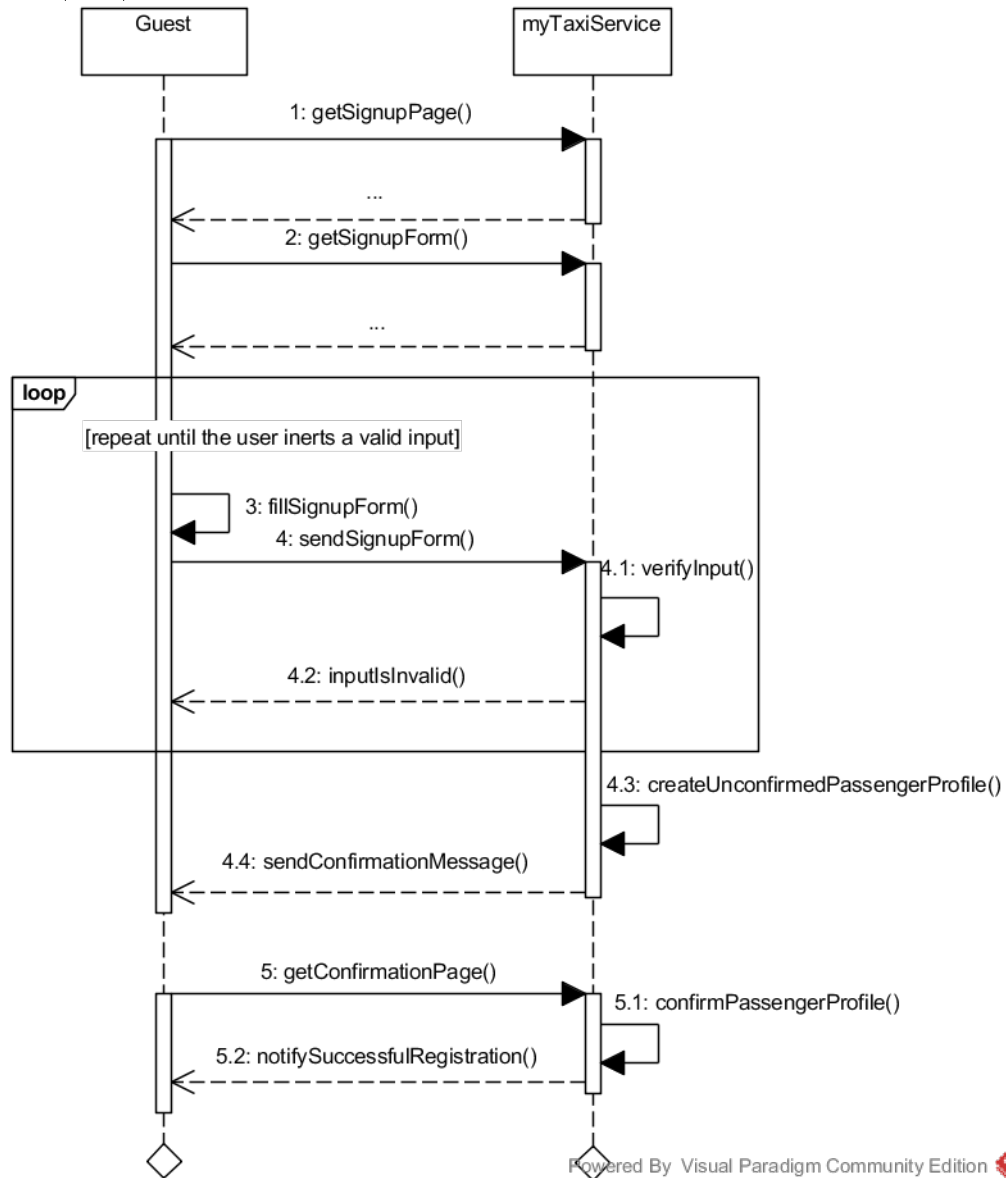 Guest
myTaxiService
1: getSignupPage()
...
2: getSignupForm()
...
loop
[repeat until the user inerts a valid input]
3: fillSignupForm()
4: sendSignupForm()
4.1: verifyInput()
4.2: inputIsInvalid()
4.3: createUnconfirmedPassengerProfile()
4.4: sendConfirmationMessage()
5: getConfirmationPage()
5.1: confirmPassengerProfile()
5.2: notifySuccessfulRegistration()
Powered By Visual Paradigm Community Edition